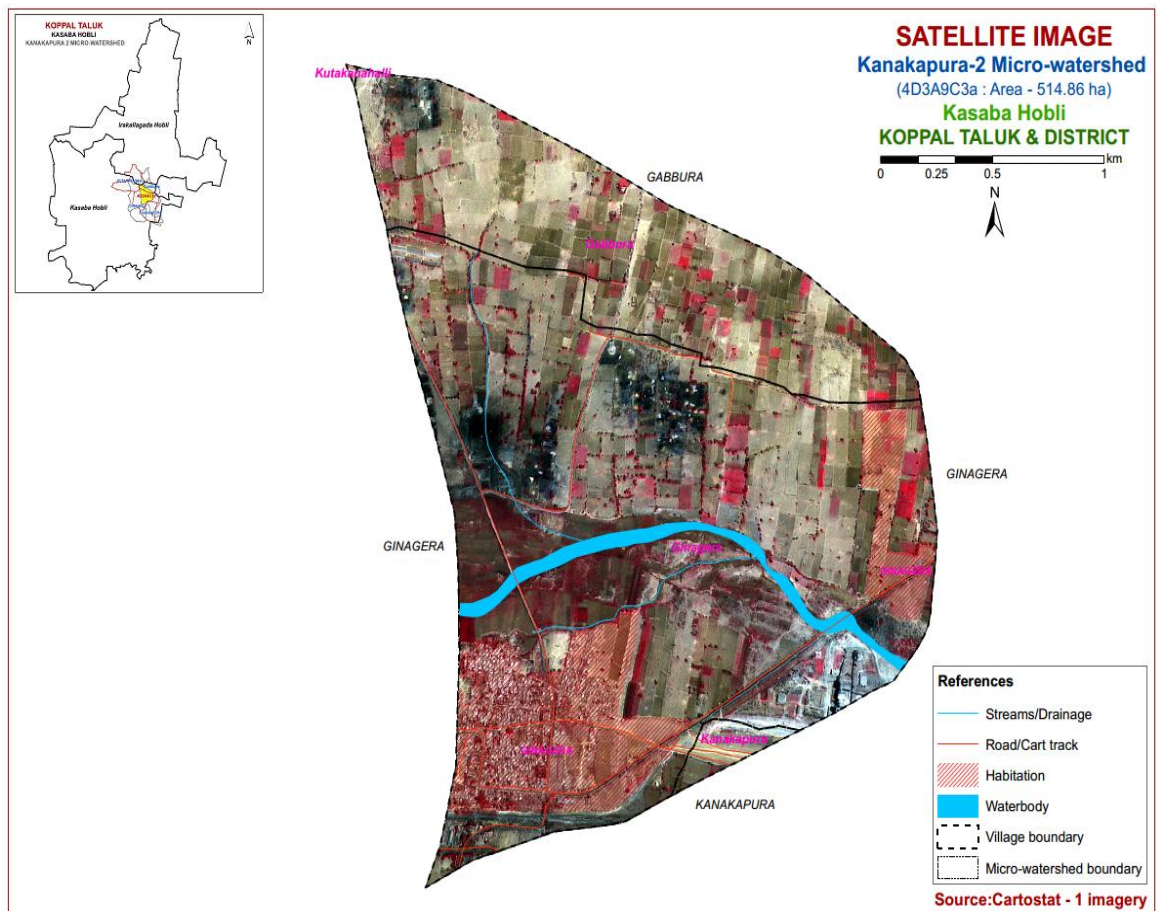 KOPPAL TALUK
KASABA HOBLI
KANAKAPURA 2 MICRO-WATERSHED
N
Irakallagada Hobli
Kasaba Hobli
SATELLITE IMAGE
Kanakapura-2 Micro-watershed
(4D3A9C3a : Area - 514.86 ha)
Kasaba Hobli
KOPPAL TALUK & DISTRICT
km
0 0.25 0.5 1
N
Kutakanahalli
GABBURA
Gabbura
GINAGERA
GINAGERA
Ginagera
Kanakapura
KANAKAPURA
References
Streams/Drainage
Road/Cart track
Habitation
Waterbody
Village boundary
Micro-watershed boundary
Source:Cartostat - 1 imagery